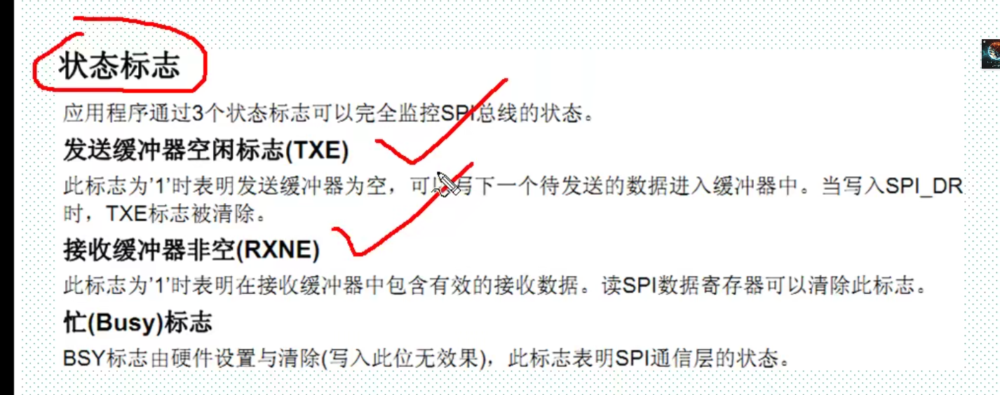 状态标志
应用程序通过3个状态标志可以完全监控SPI总线的状态。
发送缓冲器空闲标志(TXE)
此标志为'1'时表明发送缓冲器为空，可以写下一个待发送的数据进入缓冲器中。当写入SPI_DR
时，TXE标志被清除。
接收缓冲器非空(RXNE)
此标志为'1'时表明在接收缓冲器中包含有效的接收数据。读SPI数据寄存器可以清除此标志。
忙(Busy)标志
BSY标志由硬件设置与清除(写入此位无效果)，此标志表明SPI通信层的状态。